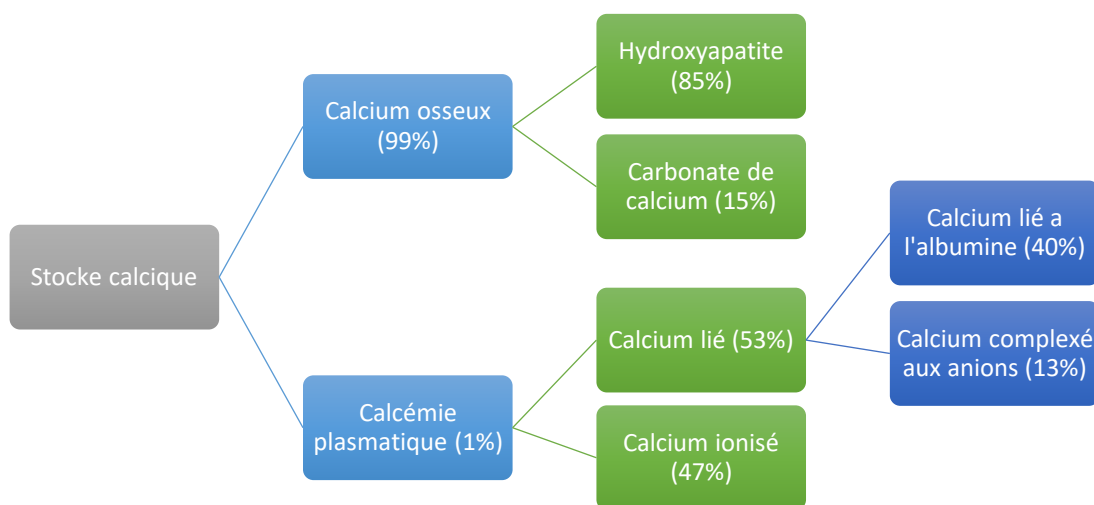 Stocke calcique
Calcium osseux
(99%)
Hydroxyapatite
(85%)
Carbonate de
calcium (15%)
Calcémie
plasmatique (1%)
Calcium lié (53%)
Calcium lié a
l'albumine (40%)
Calcium complexé
aux anions (13%)
Calcium ionisé
(47%)